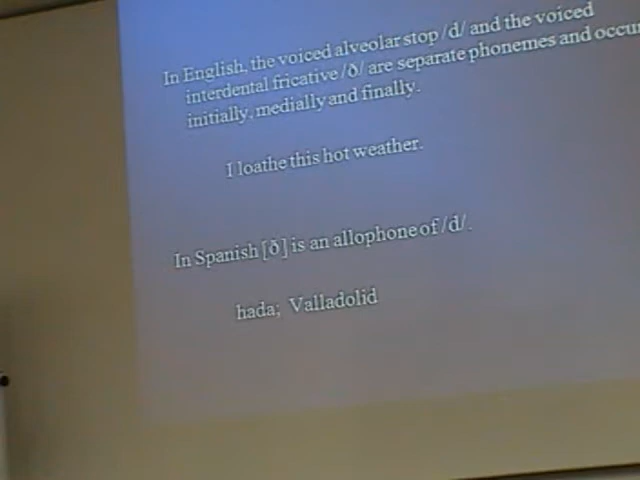 In English, the voiced alveolar stop /d/ and the voiced
interdental fricative /ð/ are separate phonemes and occu
initially, medially and finally.
I loathe this hot weather.
In Spanish [ð] is an allophone of /d/.
hada; Valladolid